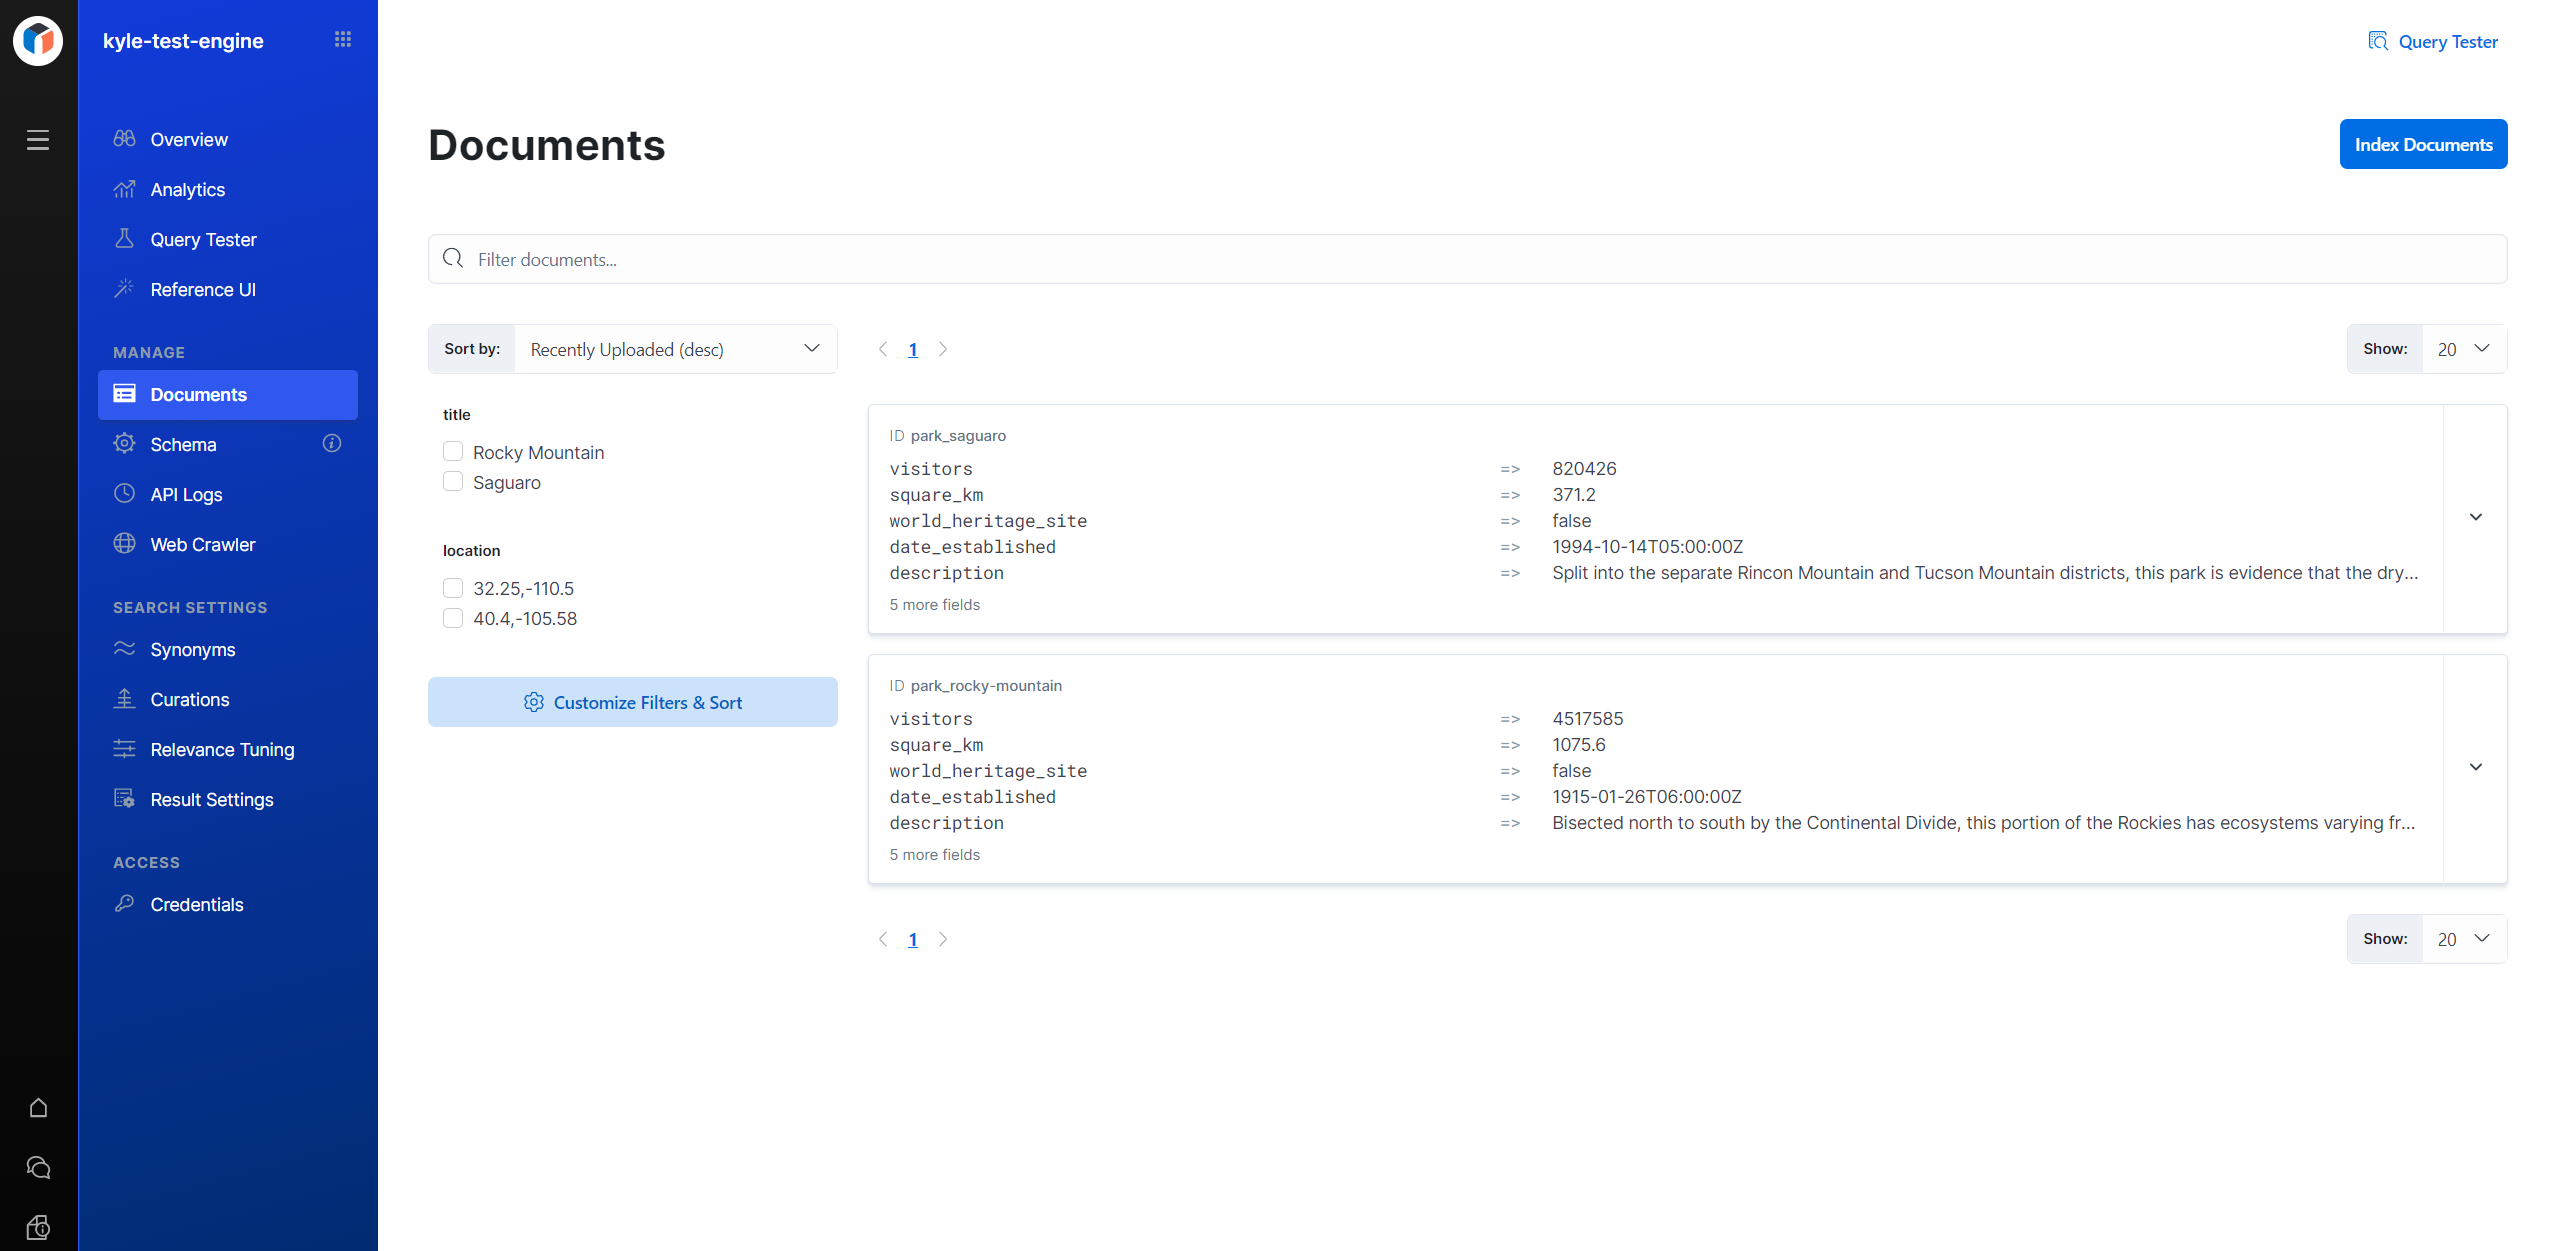 kyle-test-engine
Query Tester
Overview
Analytics
Query Tester
Reference UI
MANAGE
Documents
Schema
API Logs
Web Crawler
SEARCH SETTINGS
Synonyms
Curations
Relevance Tuning
Result Settings
ACCESS
Credentials
Documents
Index Documents
Filter documents...
Sort by: Recently Uploaded (desc)
1
Show: 20
title
Rocky Mountain
Saguaro
location
32.25,-110.5
40.4,-105.58
Customize Filters & Sort
ID park_saguaro
visitors => 820426
square_km => 371.2
world_heritage_site => false
date_established => 1994-10-14T05:00:00Z
description => Split into the separate Rincon Mountain and Tucson Mountain districts, this park is evidence that the dry...
5 more fields
ID park_rocky-mountain
visitors => 4517585
square_km => 1075.6
world_heritage_site => false
date_established => 1915-01-26T06:00:00Z
description => Bisected north to south by the Continental Divide, this portion of the Rockies has ecosystems varying fr...
5 more fields
1
Show: 20